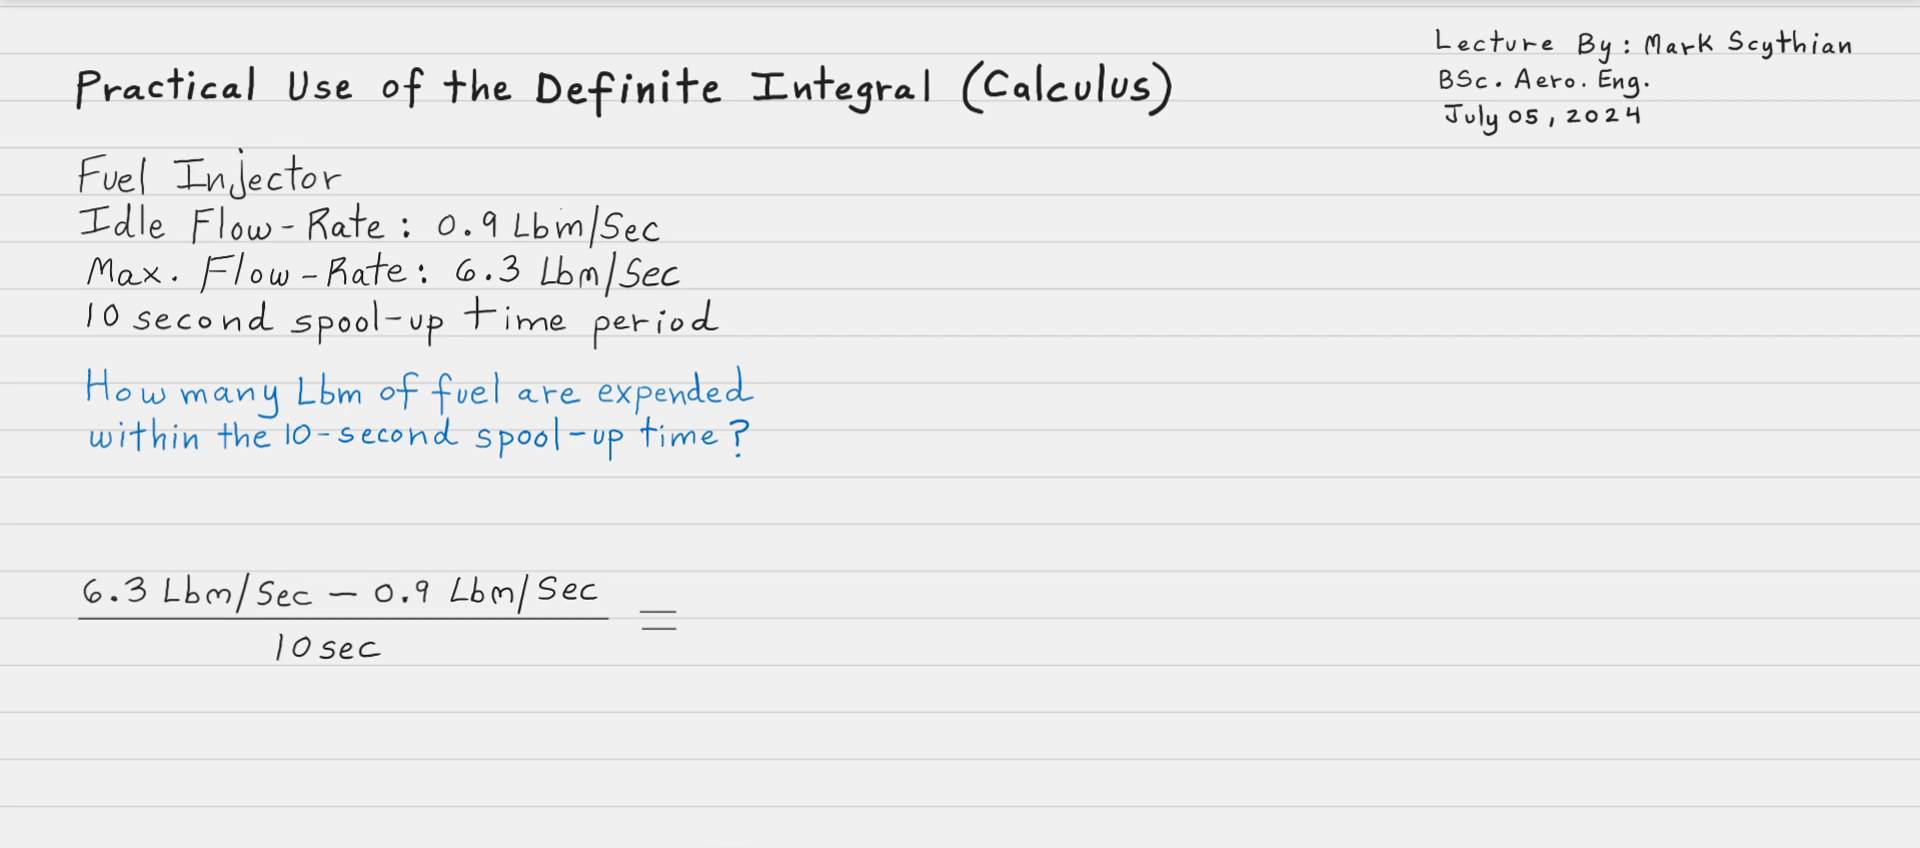 Lecture By: Mark Scythian
BSc. Aero. Eng.
July 05, 2024
Practical Use of the Definite Integral (Calculus)
Fuel Injector
Idle Flow-Rate: 0.9 Lbm/Sec
Max. Flow-Rate: 6.3 Lbm/Sec
10 second spool-up time period
How many Lbm of fuel are expended
within the 10-second spool-up time?
6.3 Lbm/Sec - 0.9 Lbm/Sec =
10 sec